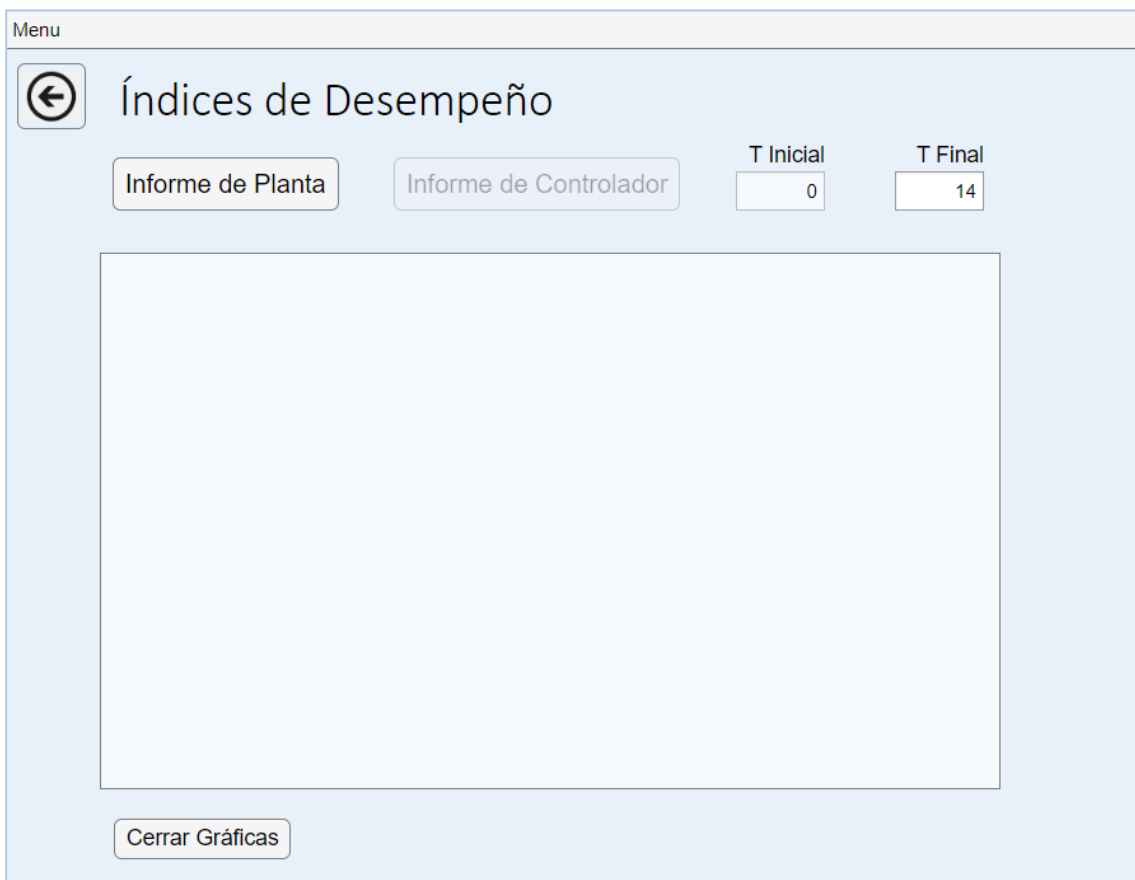 Menu
Índices de Desempeño
T Inicial
T Final
Informe de Planta
Informe de Controlador
0
14
Cerrar Gráficas